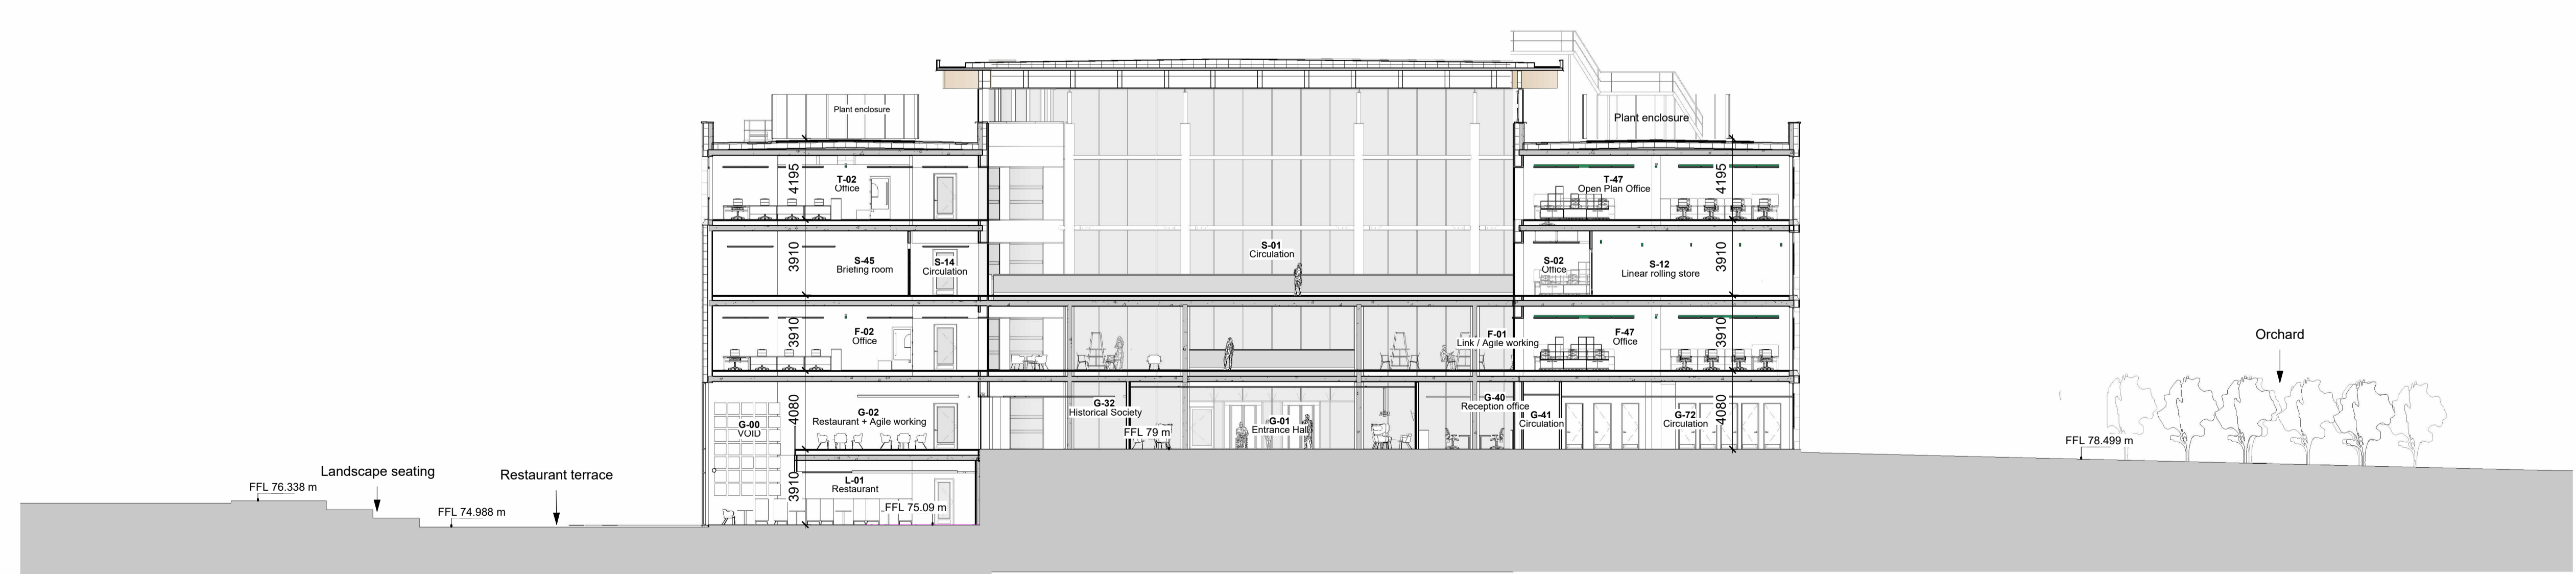 Plant enclosure
Plant enclosure
4195
T-02
Office
T-47
Open Plan Office
4195
3910
S-45
Briefing room
S-14
Circulation
S-01
Circulation
S-02
Office
S-12
Linear rolling store
3910
3910
F-02
Office
F-01
Link / Agile working
F-47
Office
3910
Orchard
G-00
VOID
4080
G-02
Restaurant + Agile working
G-32
Historical Society
FFL 79 m
G-01
Entrance Hall
G-40
Reception office
G-41
Circulation
G-72
Circulation
4080
FFL 78.499 m
Landscape seating
Restaurant terrace
FFL 76.338 m
FFL 74.988 m
3910
L-01
Restaurant
FFL 75.09 m